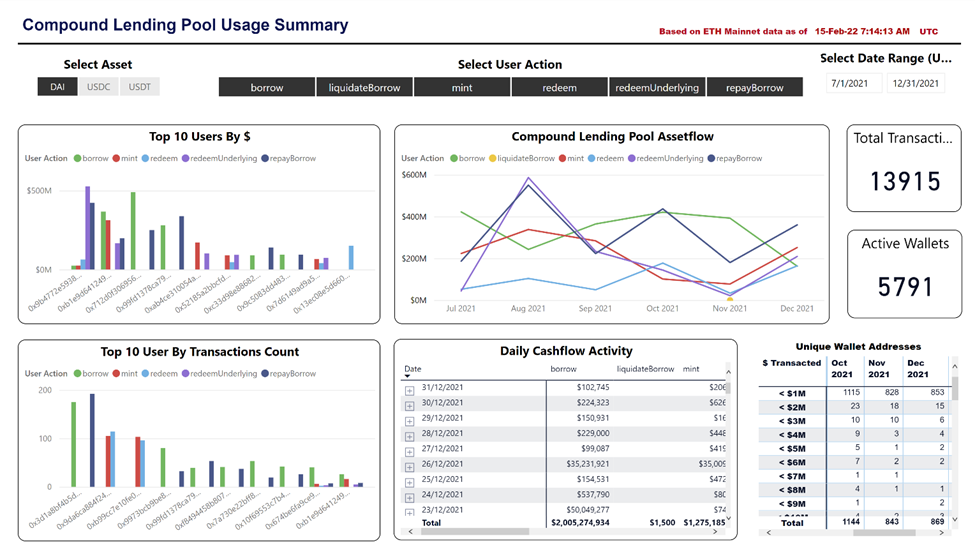 Compound Lending Pool Usage Summary
Based on ETH Mainnet data as of 15-Feb-22 7:14:13 AM UTC
Select Asset
DAI USDC USDT
Select User Action
borrow liquidateBorrow mint redeem redeemUnderlying repayBorrow
Select Date Range (U...
7/1/2021 12/31/2021
Top 10 Users By $
User Action borrow mint redeem redeemUnderlying repayBorrow
$500M
$0M
0x9b4772e5938... 0xb1e9d641249... 0x712d0f306956... 0x99fd1378ca79... 0xab4ce310054a... 0x52185a2bbcfd... 0xc33d98e88682... 0x9c5083dd483... 0x7d6149ad9a5... 0x13ec08e5d660...
Compound Lending Pool Assetflow
User Action borrow liquidateBorrow mint redeem redeemUnderlying repayBorrow
$600M
$400M
$200M
$0M
Jul 2021 Aug 2021 Sep 2021 Oct 2021 Nov 2021 Dec 2021
Total Transacti...
13915
Active Wallets
5791
Top 10 User By Transactions Count
User Action borrow mint redeem redeemUnderlying repayBorrow
200
100
0
0x3d1a8bf4b5d... 0x9da6ca884f24... 0xb99cc7e10fe0... 0x9973bcb9be8... 0x99fd1378ca79... 0xf8494458b807... 0x7a730e22bff8... 0x10f69553c7b4... 0x674be6fa9ce9... 0xb1e9d641249...
Daily Cashflow Activity
Date borrow liquidateBorrow mint
31/12/2021 $102,745 $206
30/12/2021 $224,323 $626
29/12/2021 $150,931 $16
28/12/2021 $229,000 $448
27/12/2021 $99,087 $419
26/12/2021 $35,231,921 $35,009
25/12/2021 $154,531 $472
24/12/2021 $537,790 $80
23/12/2021 $50,049,277 $74
Total $2,005,274,934 $1,500 $1,275,185
Unique Wallet Addresses
$ Transacted Oct 2021 Nov 2021 Dec 2021
< $1M 1115 828 853
< $2M 23 18 15
< $3M 10 10 6
< $4M 9 3 4
< $5M 5 1 2
< $6M 7 2 2
< $7M 1 1
< $8M 4 1 1
< $9M 1 2
Total 1144 843 869